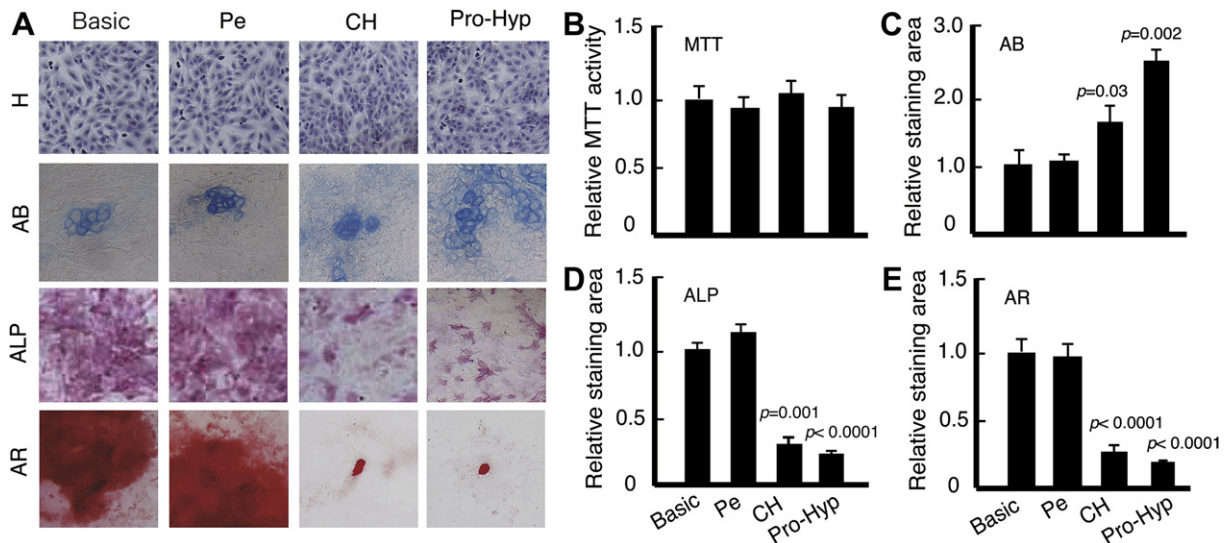 A
Basic Pe CH Pro-Hyp
H
AB
ALP
AR
B
Relative MTT activity
1.5
1.0
0.5
0
MTT
C
Relative staining area
3.0
2.0
1.0
0
AB
p=0.03
p=0.002
D
Relative staining area
1.5
1.0
0.5
0
ALP
p=0.001
p< 0.0001
Basic Pe CH Pro-Hyp
E
Relative staining area
1.5
1.0
0.5
0
AR
p< 0.0001
p< 0.0001
Basic Pe CH Pro-Hyp